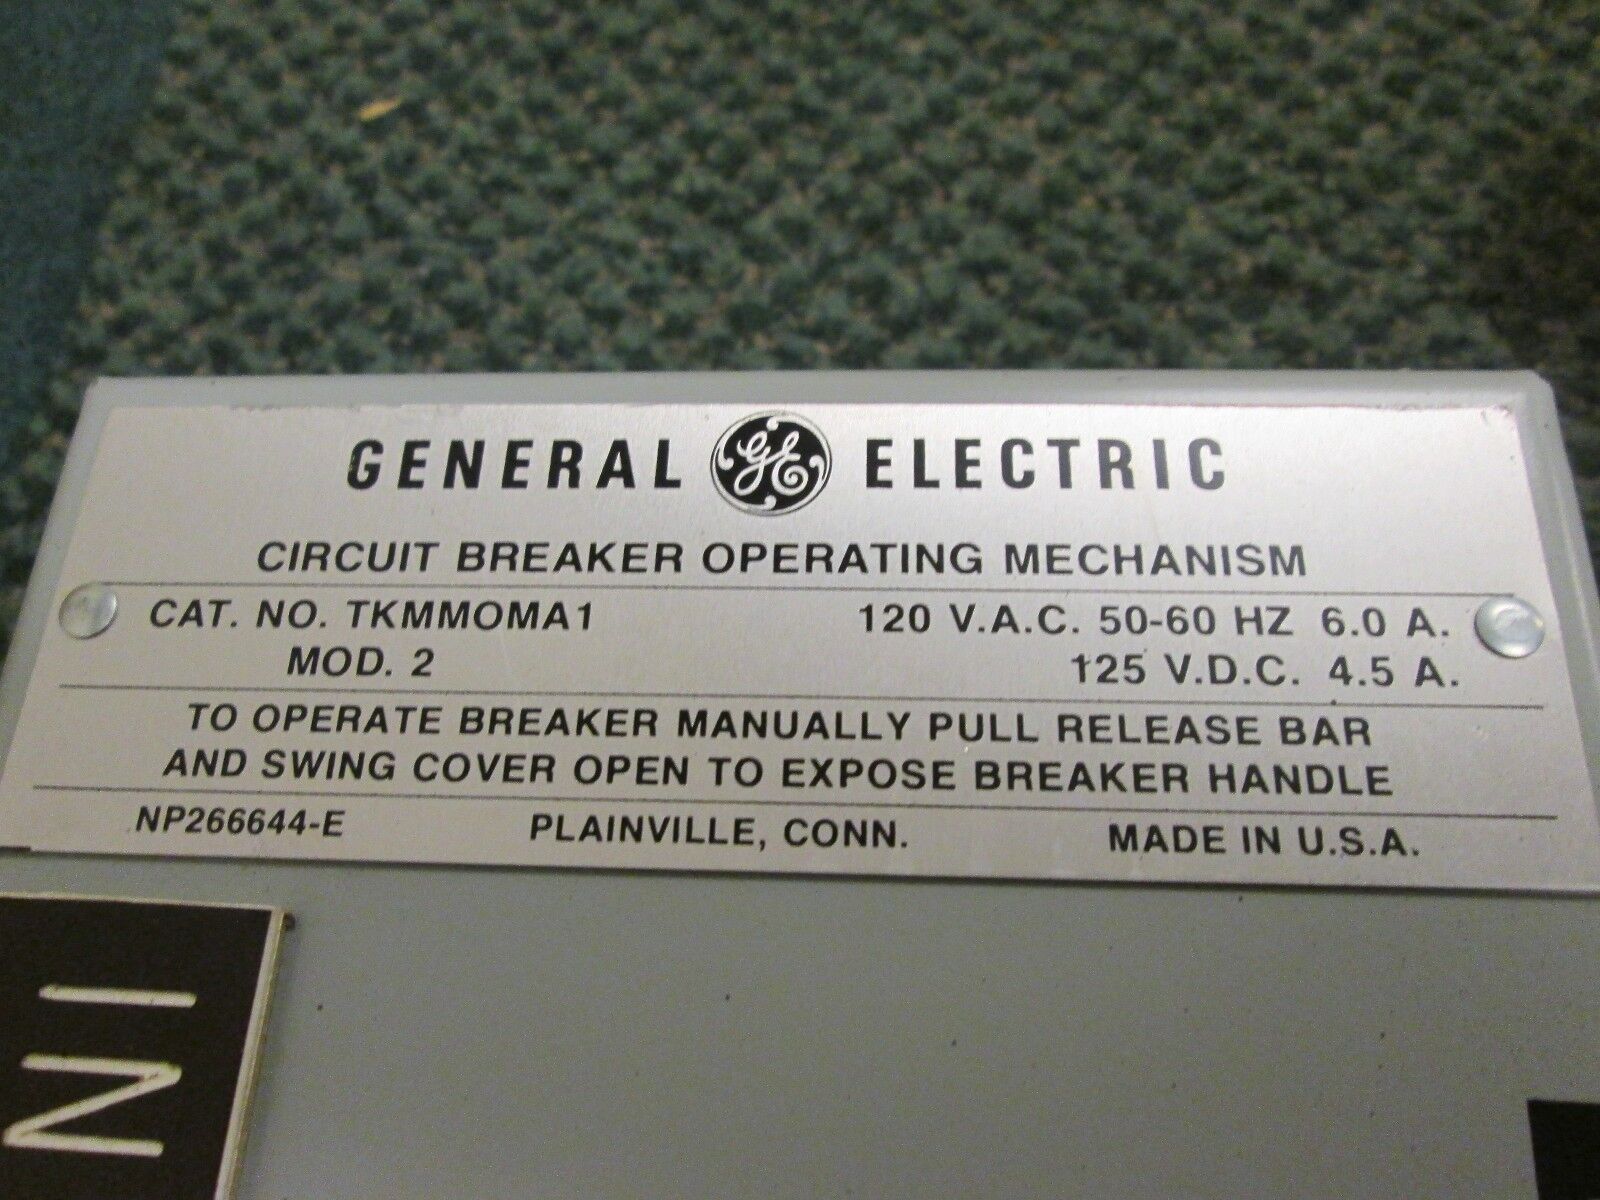 GENERAL GE ELECTRIC
CIRCUIT BREAKER OPERATING MECHANISM
CAT. NO. TKMMOMA1 120 V.A.C. 50-60 HZ 6.0 A.
MOD. 2 125 V.D.C. 4.5 A.
TO OPERATE BREAKER MANUALLY PULL RELEASE BAR
AND SWING COVER OPEN TO EXPOSE BREAKER HANDLE
NP266644-E PLAINVILLE, CONN. MADE IN U.S.A.